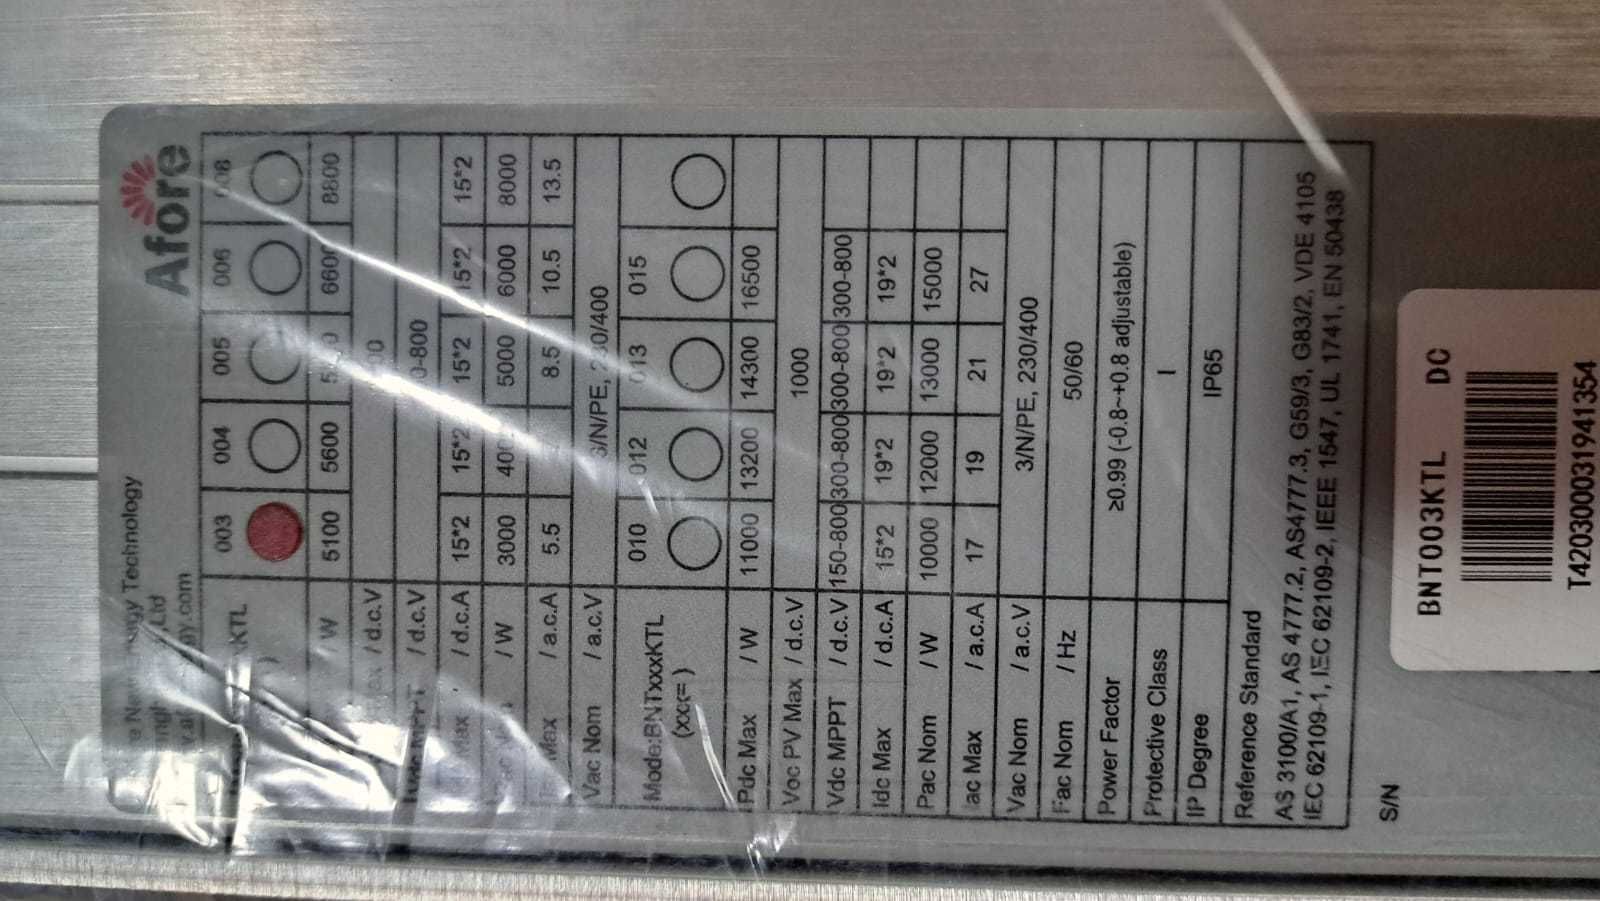 Afore
Technology
Ltd
KTL 003 004 005 006
/ W 5100 5600 6600 8800
/ d.c.V
/ d.c.V 0-800
Max / d.c.A 15*2 15*2 15*2 15*2 15*2
/ W 3000 5000 6000 8000
Max / a.c.A 5.5 8.5 10.5 13.5
Vac Nom / a.c.V 3/N/PE, 230/400
Mode:BNTxxxKTL 010 012 013 015
(xxx= )
Pdc Max / W 11000 13200 14300 16500
Voc PV Max / d.c.V 1000
Vdc MPPT / d.c.V 150-800 300-800 300-800 300-800
Idc Max / d.c.A 15*2 19*2 19*2 19*2
Pac Nom / W 10000 12000 13000 15000
Iac Max / a.c.A 17 19 21 27
Vac Nom / a.c.V 3/N/PE, 230/400
Fac Nom / Hz 50/60
Power Factor ≥0.99 (-0.8~+0.8 adjustable)
Protective Class I
IP Degree IP65
Reference Standard
AS 3100/A1, AS 4777.2, AS4777.3, G59/3, G83/2, VDE 4105
IEC 62109-1, IEC 62109-2, IEEE 1547, UL 1741, EN 50438
S/N
BNT003KTL DC
T420300031941354